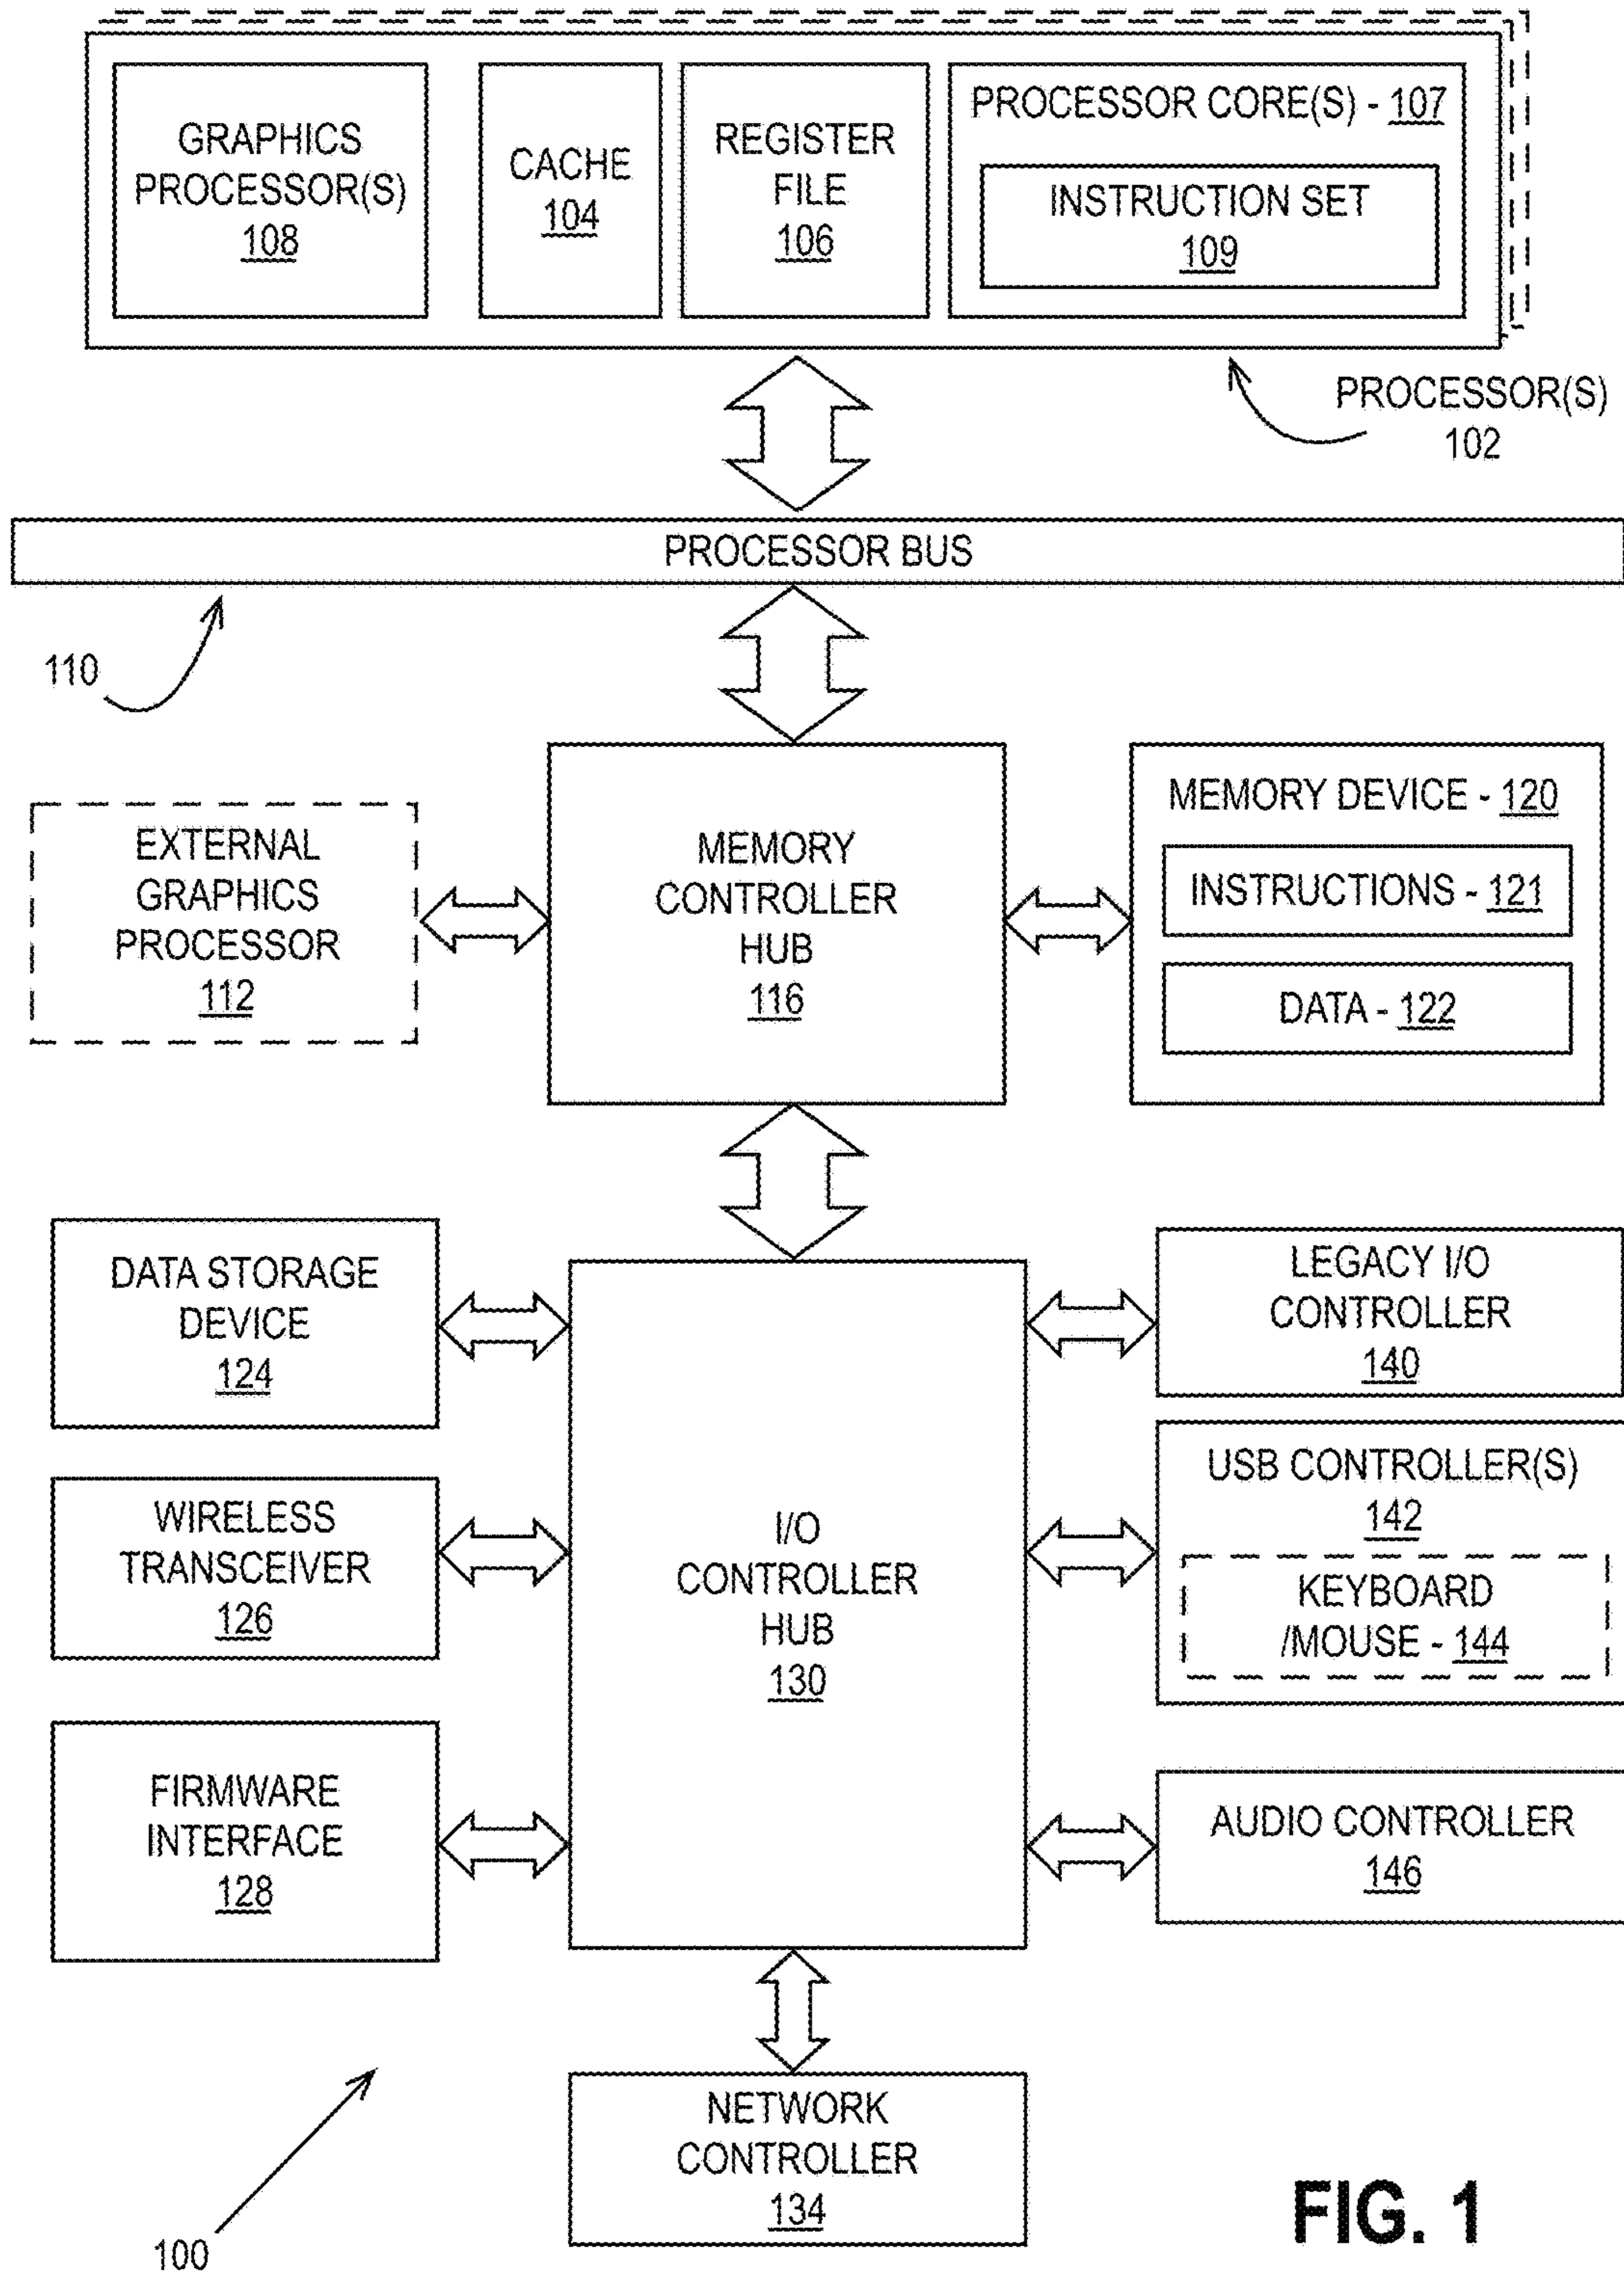 GRAPHICS
PROCESSOR(S)
108
CACHE
104
REGISTER
FILE
106
PROCESSOR CORE(S) - 107
INSTRUCTION SET
109
PROCESSOR(S)
102
PROCESSOR BUS
110
EXTERNAL
GRAPHICS
PROCESSOR
112
MEMORY
CONTROLLER
HUB
116
MEMORY DEVICE - 120
INSTRUCTIONS - 121
DATA - 122
DATA STORAGE
DEVICE
124
WIRELESS
TRANSCEIVER
126
FIRMWARE
INTERFACE
128
I/O
CONTROLLER
HUB
130
LEGACY I/O
CONTROLLER
140
USB CONTROLLER(S)
142
KEYBOARD
/MOUSE - 144
AUDIO CONTROLLER
146
NETWORK
CONTROLLER
134
100
FIG. 1